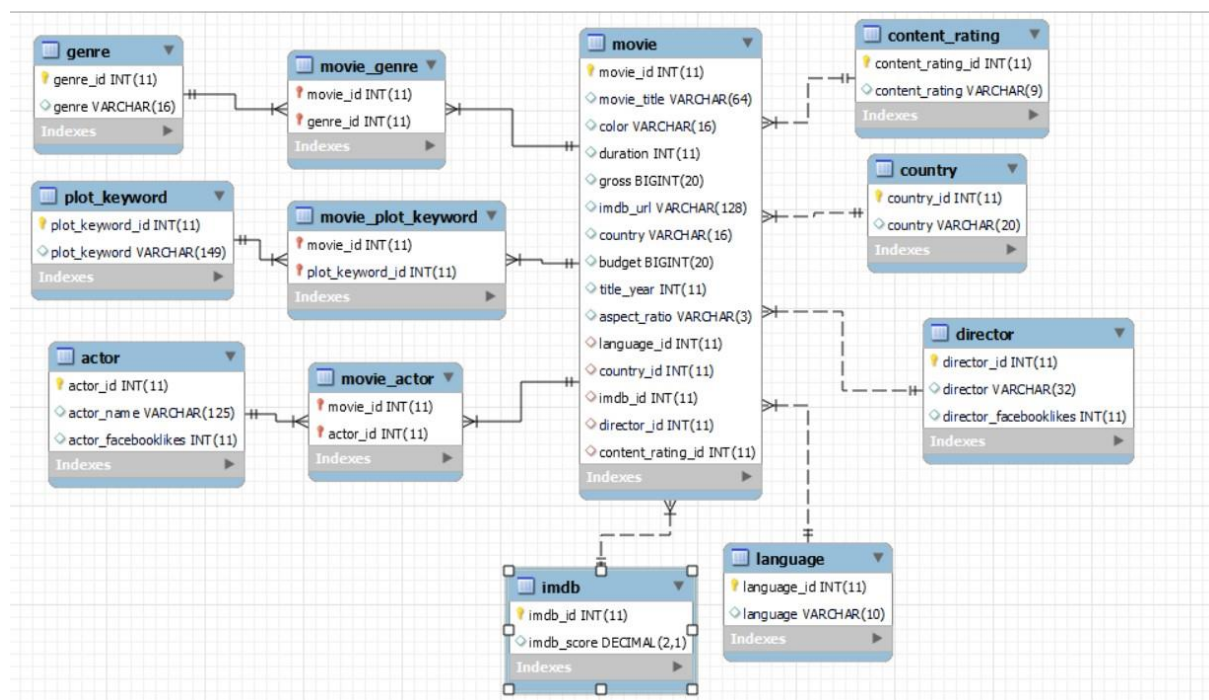 genre
genre_id INT(11)
genre VARCHAR(16)
Indexes
movie_genre
movie_id INT(11)
genre_id INT(11)
Indexes
movie
movie_id INT(11)
movie_title VARCHAR(64)
color VARCHAR(16)
duration INT(11)
gross BIGINT(20)
imdb_url VARCHAR(128)
country VARCHAR(16)
budget BIGINT(20)
title_year INT(11)
aspect_ratio VARCHAR(3)
language_id INT(11)
country_id INT(11)
imdb_id INT(11)
director_id INT(11)
content_rating_id INT(11)
Indexes
content_rating
content_rating_id INT(11)
content_rating VARCHAR(9)
Indexes
plot_keyword
plot_keyword_id INT(11)
plot_keyword VARCHAR(149)
Indexes
movie_plot_keyword
movie_id INT(11)
plot_keyword_id INT(11)
Indexes
country
country_id INT(11)
country VARCHAR(20)
Indexes
actor
actor_id INT(11)
actor_name VARCHAR(125)
actor_facebooklikes INT(11)
Indexes
movie_actor
movie_id INT(11)
actor_id INT(11)
Indexes
director
director_id INT(11)
director VARCHAR(32)
director_facebooklikes INT(11)
Indexes
imdb
imdb_id INT(11)
imdb_score DECIMAL(2,1)
Indexes
language
language_id INT(11)
language VARCHAR(10)
Indexes